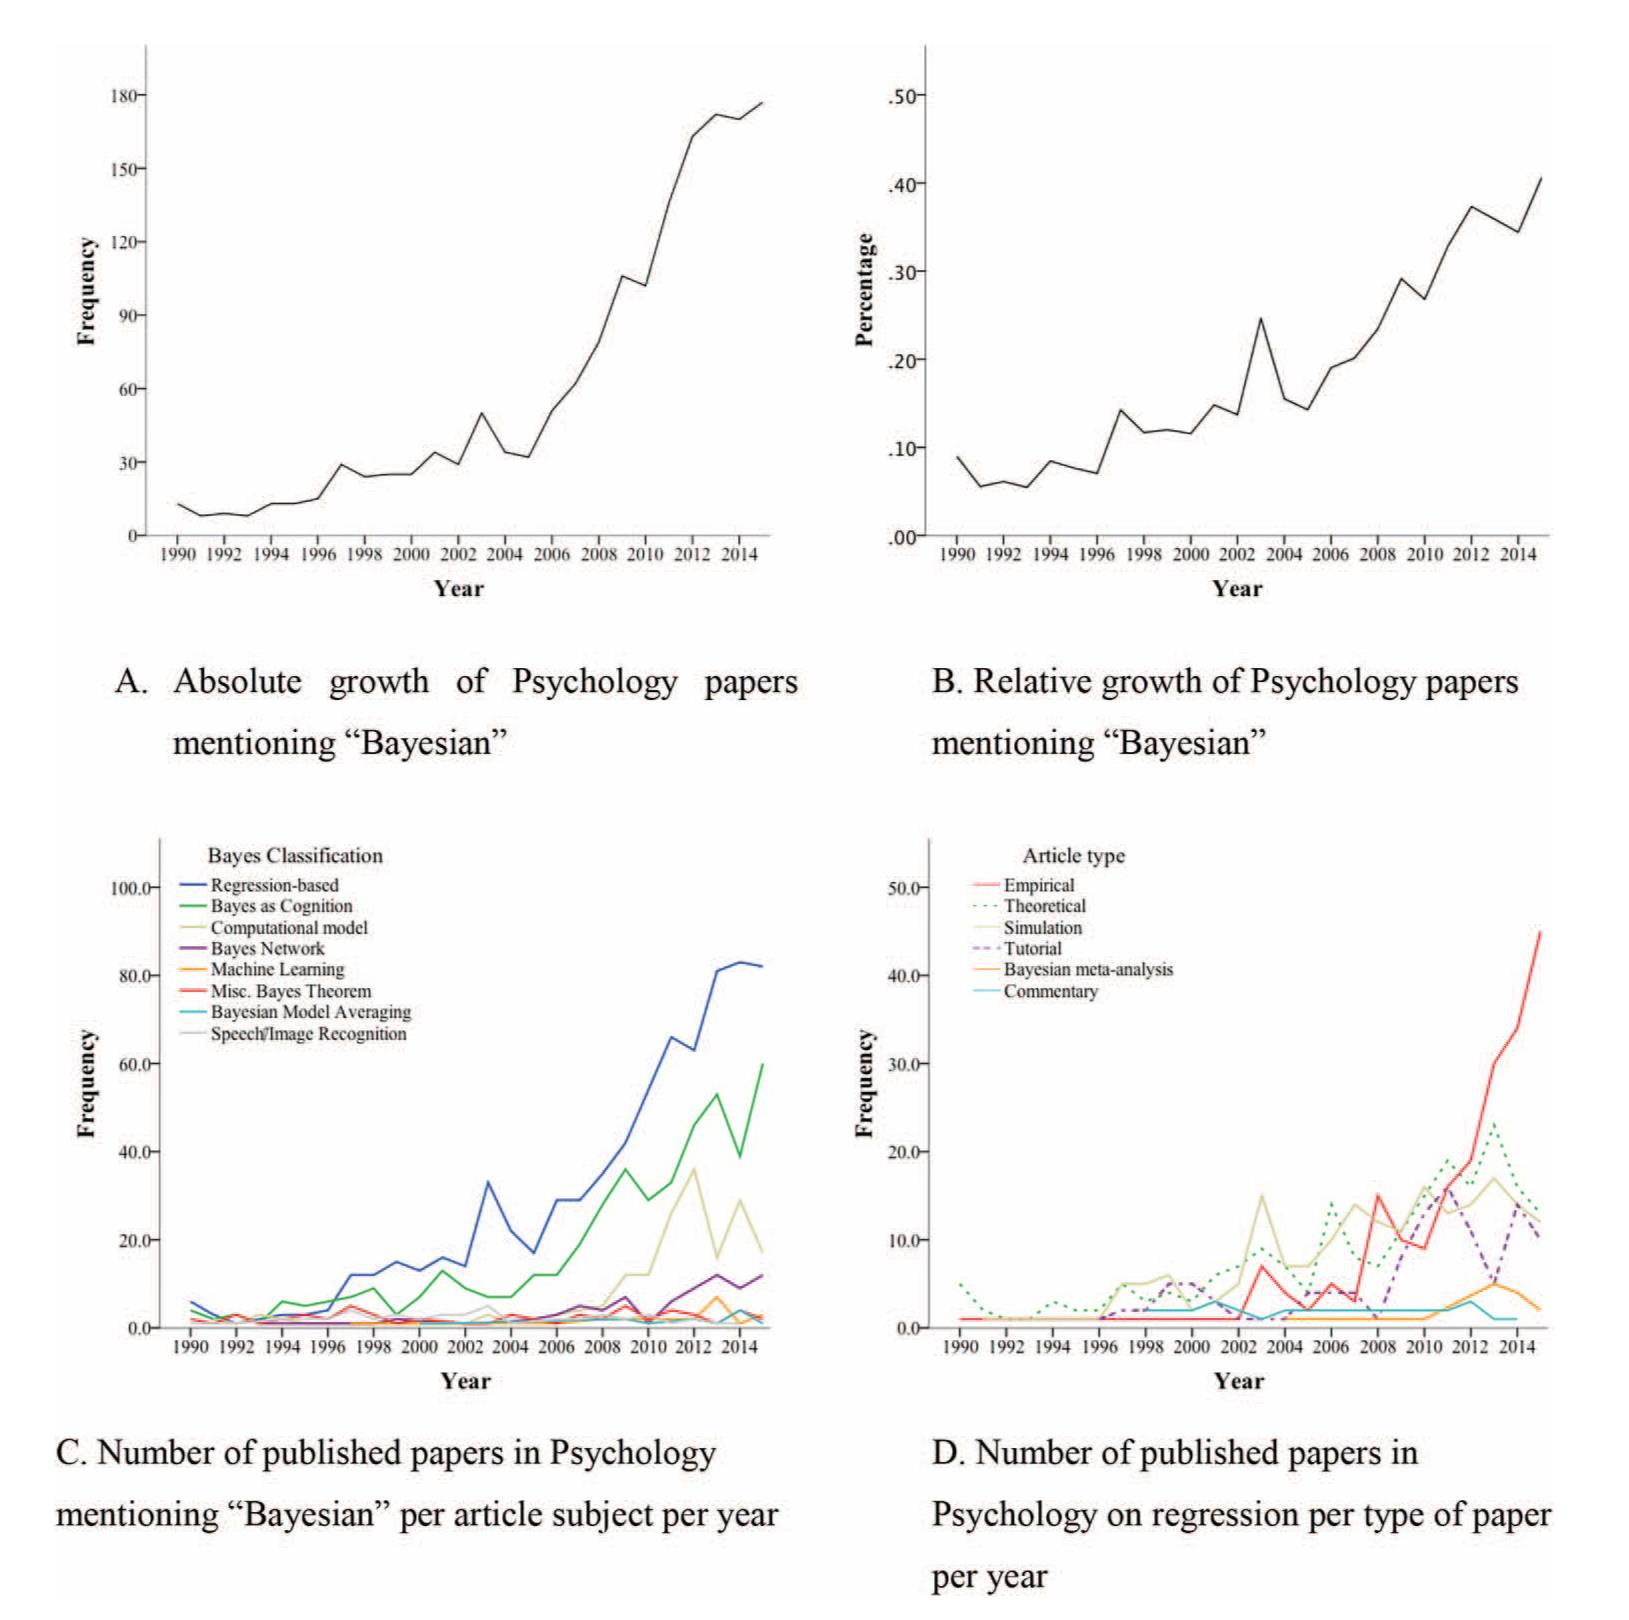 180
150
120
90
60
30
0
Frequency
1990 1992 1994 1996 1998 2000 2002 2004 2006 2008 2010 2012 2014
Year
.50
.40
.30
.20
.10
.00
Percentage
1990 1992 1994 1996 1998 2000 2002 2004 2006 2008 2010 2012 2014
Year
A. Absolute growth of Psychology papers
mentioning “Bayesian”
B. Relative growth of Psychology papers
mentioning “Bayesian”
Bayes Classification
Regression-based
Bayes as Cognition
Computational model
Bayes Network
Machine Learning
Misc. Bayes Theorem
Bayesian Model Averaging
Speech/Image Recognition
100.0
80.0
60.0
40.0
20.0
0.0
Frequency
1990 1992 1994 1996 1998 2000 2002 2004 2006 2008 2010 2012 2014
Year
Article type
Empirical
Theoretical
Simulation
Tutorial
Bayesian meta-analysis
Commentary
50.0
40.0
30.0
20.0
10.0
0.0
Frequency
1990 1992 1994 1996 1998 2000 2002 2004 2006 2008 2010 2012 2014
Year
C. Number of published papers in Psychology
mentioning “Bayesian” per article subject per year
D. Number of published papers in
Psychology on regression per type of paper
per year